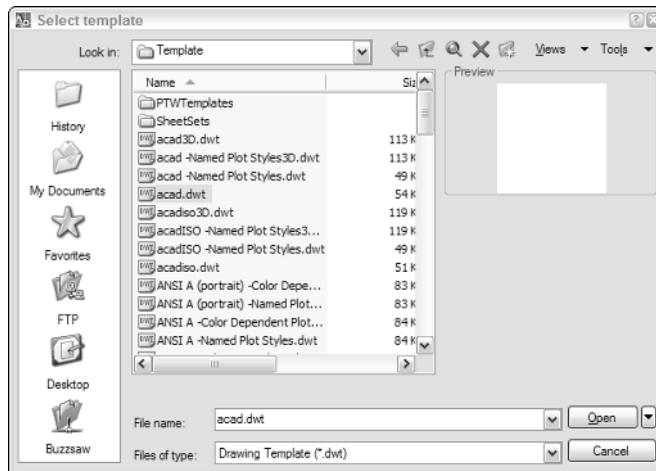 Select template
Look in: Template Views Tools
History
My Documents
Favorites
FTP
Desktop
Buzzsaw
Name Siz
PTWTemplates
SheetSets
acad3D.dwt 113 K
acad -Named Plot Styles3D.dwt 113 K
acad -Named Plot Styles.dwt 49 K
acad.dwt 54 K
acadiso3D.dwt 119 K
acadISO -Named Plot Styles3... 119 K
acadISO -Named Plot Styles.dwt 49 K
acadiso.dwt 51 K
ANSI A (portrait) -Color Depe... 83 K
ANSI A (portrait) -Named Plot... 83 K
ANSI A -Color Dependent Plot... 84 K
ANSI A -Named Plot Styles.dwt 84 K
Preview
File name: acad.dwt Open
Files of type: Drawing Template (*.dwt) Cancel